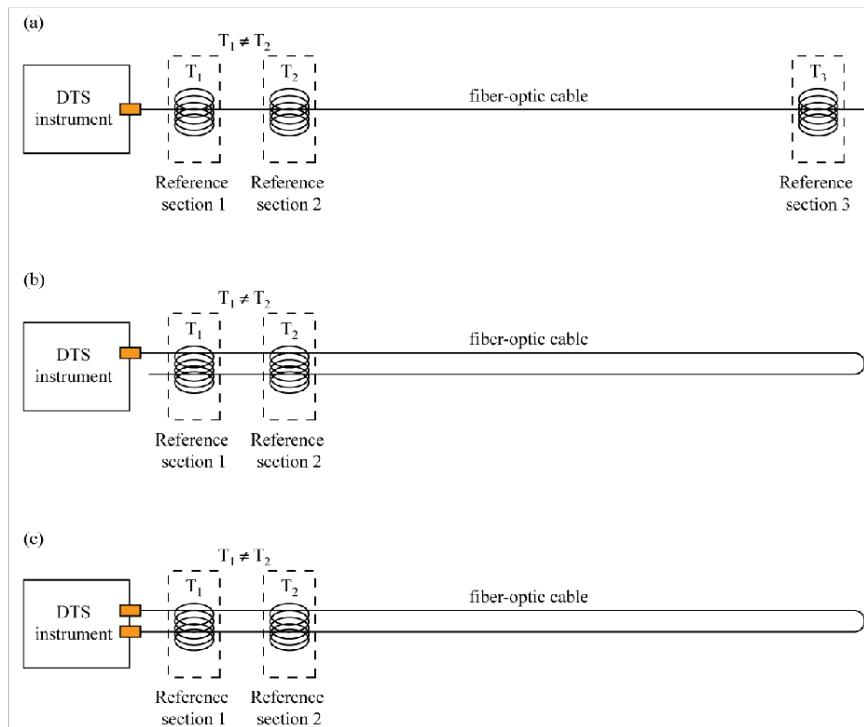 (a)
T1 ≠ T2
DTS
instrument
T1
T2
fiber-optic cable
T3
Reference
section 1
Reference
section 2
Reference
section 3
(b)
T1 ≠ T2
DTS
instrument
T1
T2
fiber-optic cable
Reference
section 1
Reference
section 2
(c)
T1 ≠ T2
DTS
instrument
T1
T2
fiber-optic cable
Reference
section 1
Reference
section 2